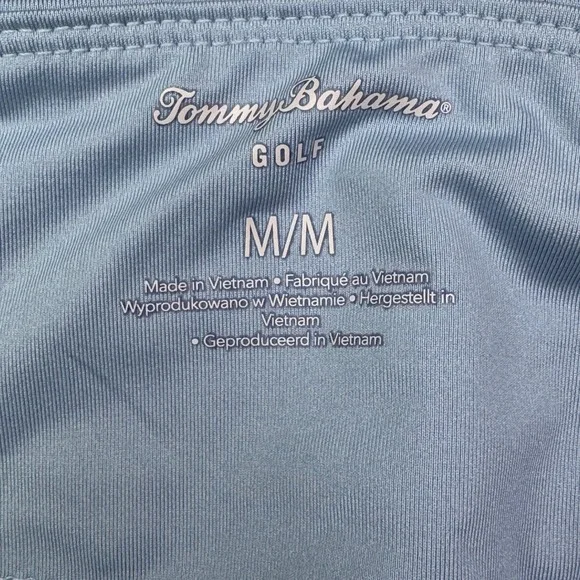 Tommy Bahama®
GOLF
M/M
Made in Vietnam • Fabriqué au Vietnam
Wyprodukowano w Wietnamie • Hergestellt in
Vietnam
• Geproduceerd in Vietnam